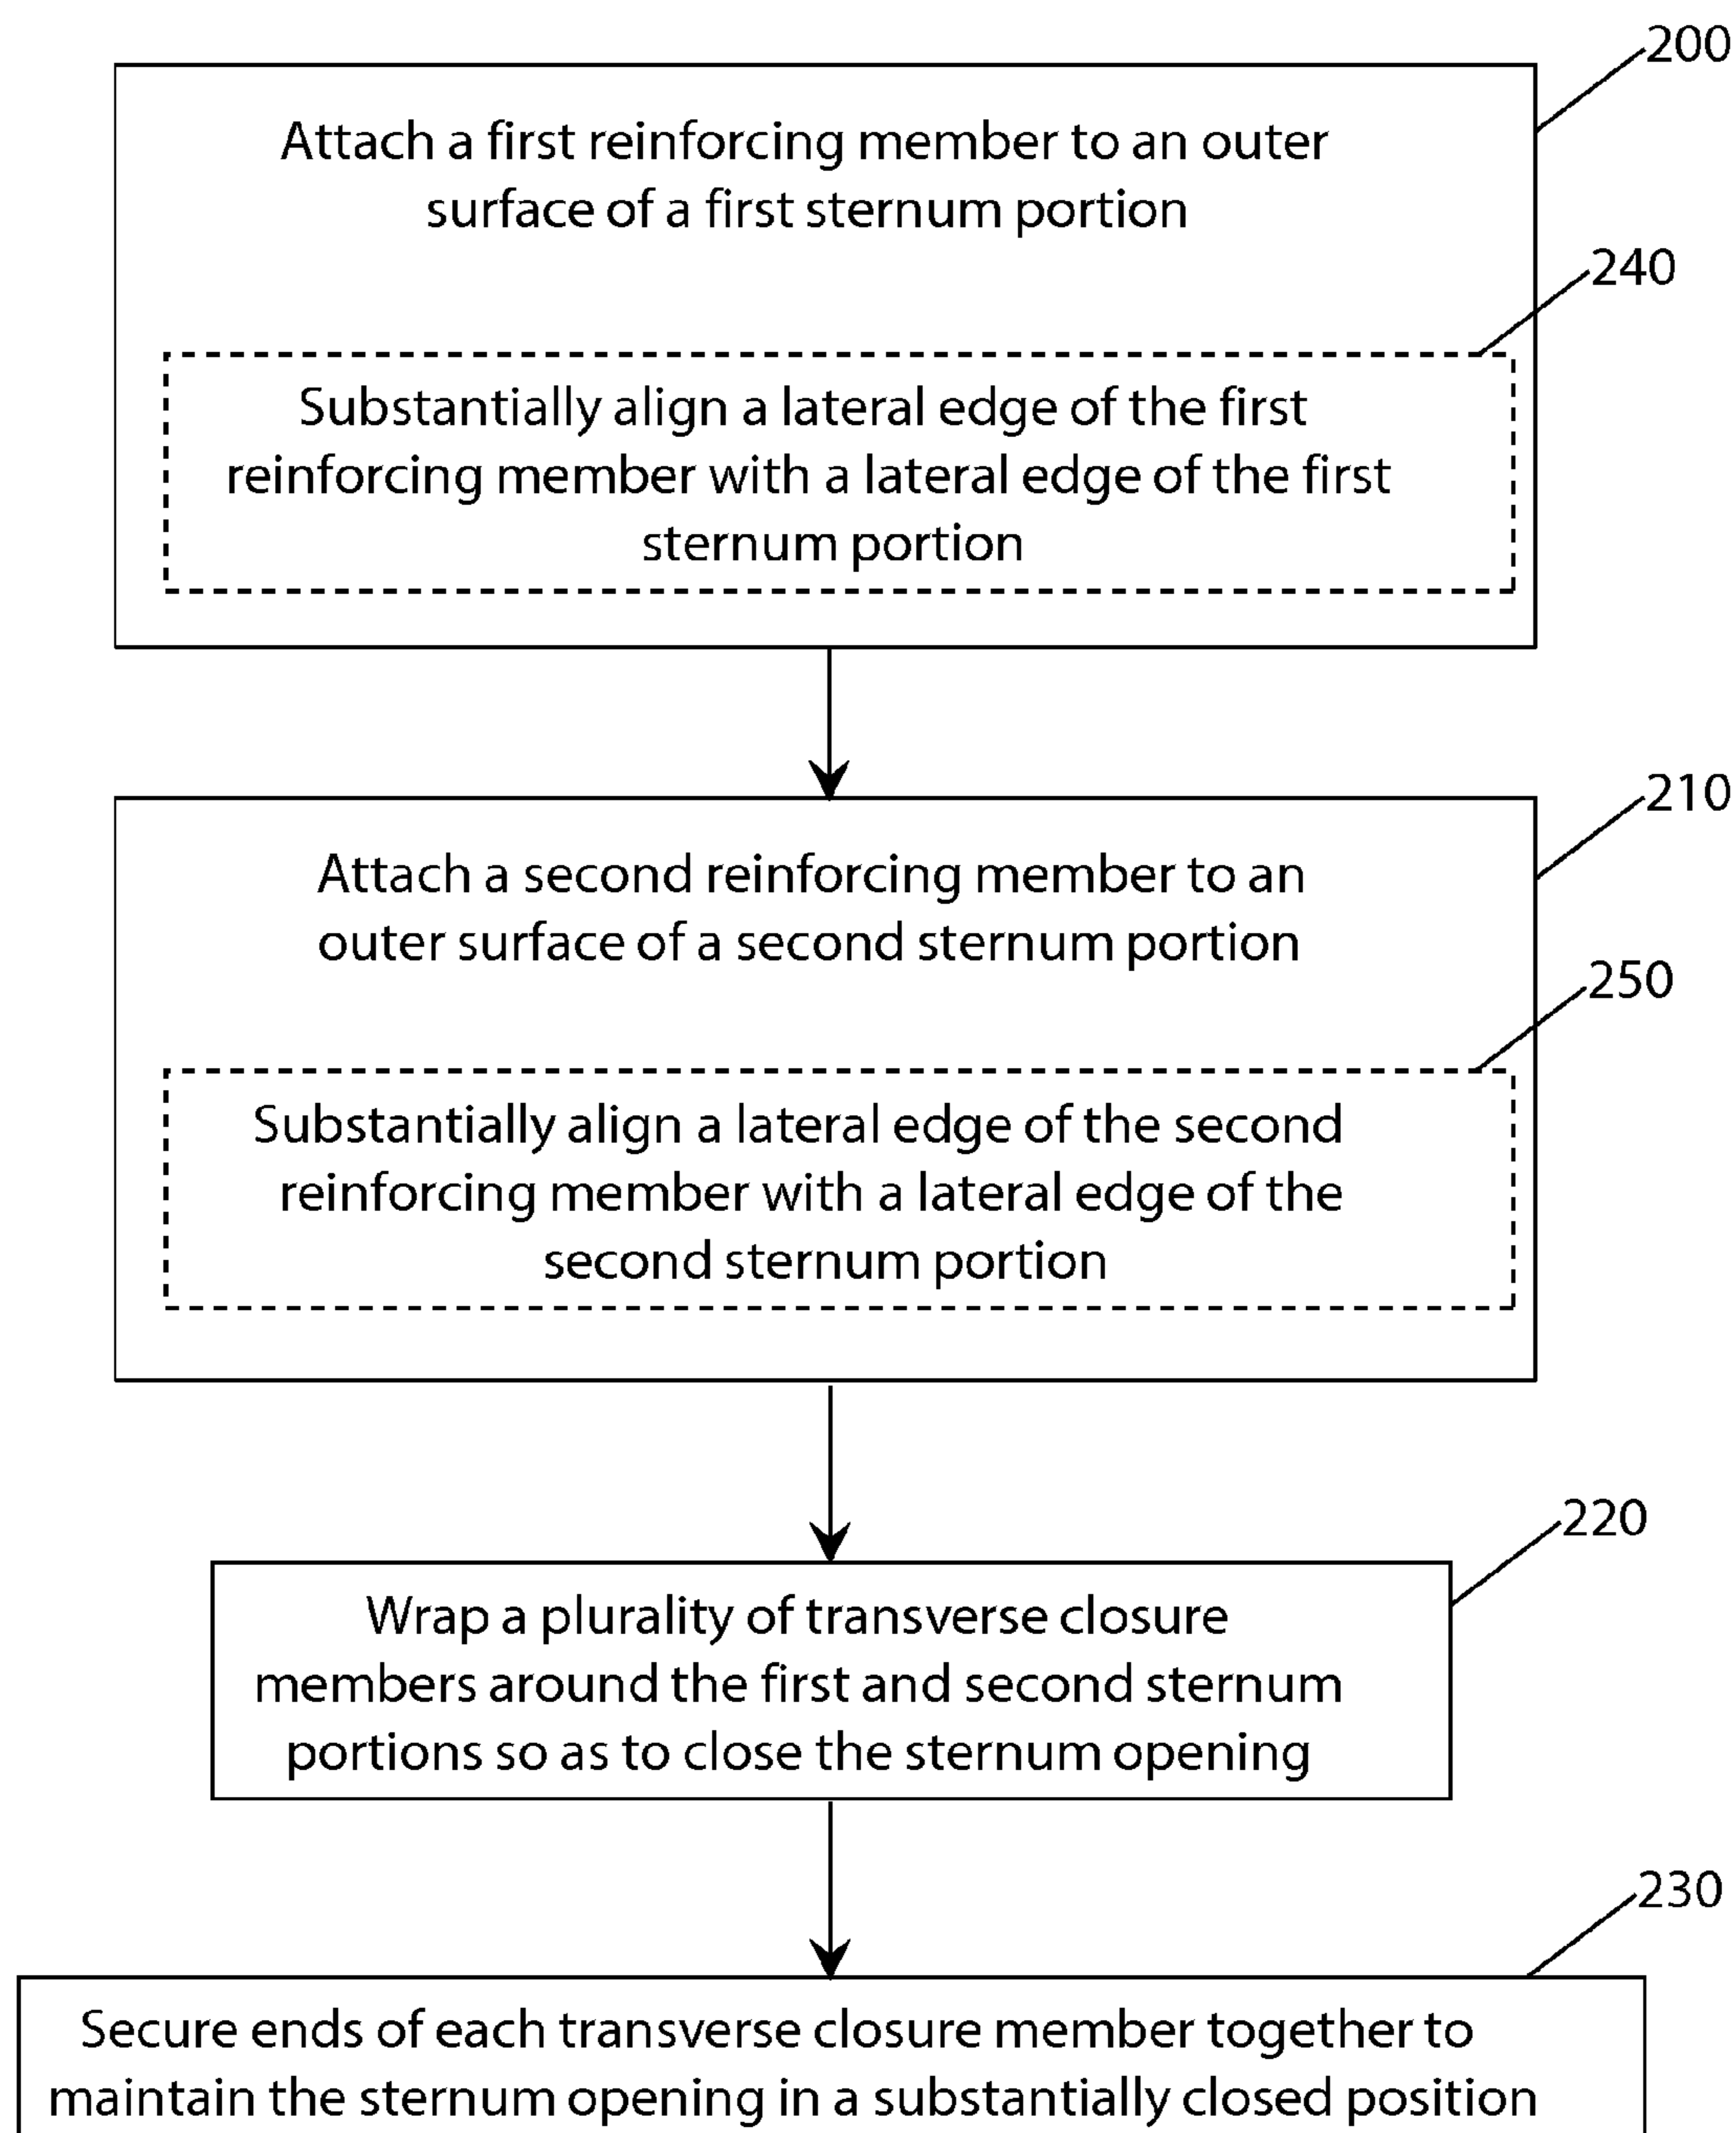 200
Attach a first reinforcing member to an outer
surface of a first sternum portion
240
Substantially align a lateral edge of the first
reinforcing member with a lateral edge of the first
sternum portion
210
Attach a second reinforcing member to an
outer surface of a second sternum portion
250
Substantially align a lateral edge of the second
reinforcing member with a lateral edge of the
second sternum portion
220
Wrap a plurality of transverse closure
members around the first and second sternum
portions so as to close the sternum opening
230
Secure ends of each transverse closure member together to
maintain the sternum opening in a substantially closed position